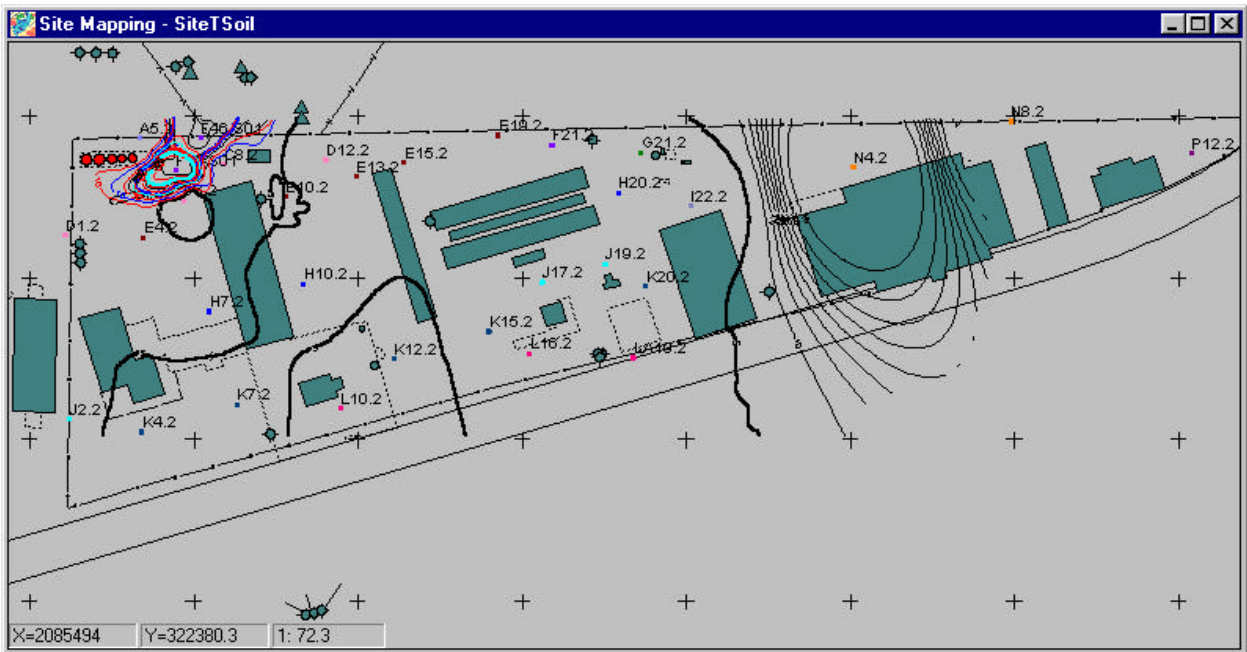 Site Mapping - SiteTSoil
N8.2
A5.
E19.2
F21.2
G21.2
D12.2
E15.2
E13.2
N4.2
P12.2
H20.2
I22.2
D1.2
E4.2
J19.2
H10.2
J17.2
K20.2
H7.2
K15.2
L16.2
K12.2
K7.2
L10.2
J2.2
K4.2
X=2085494 Y=322380.3 1: 72.3